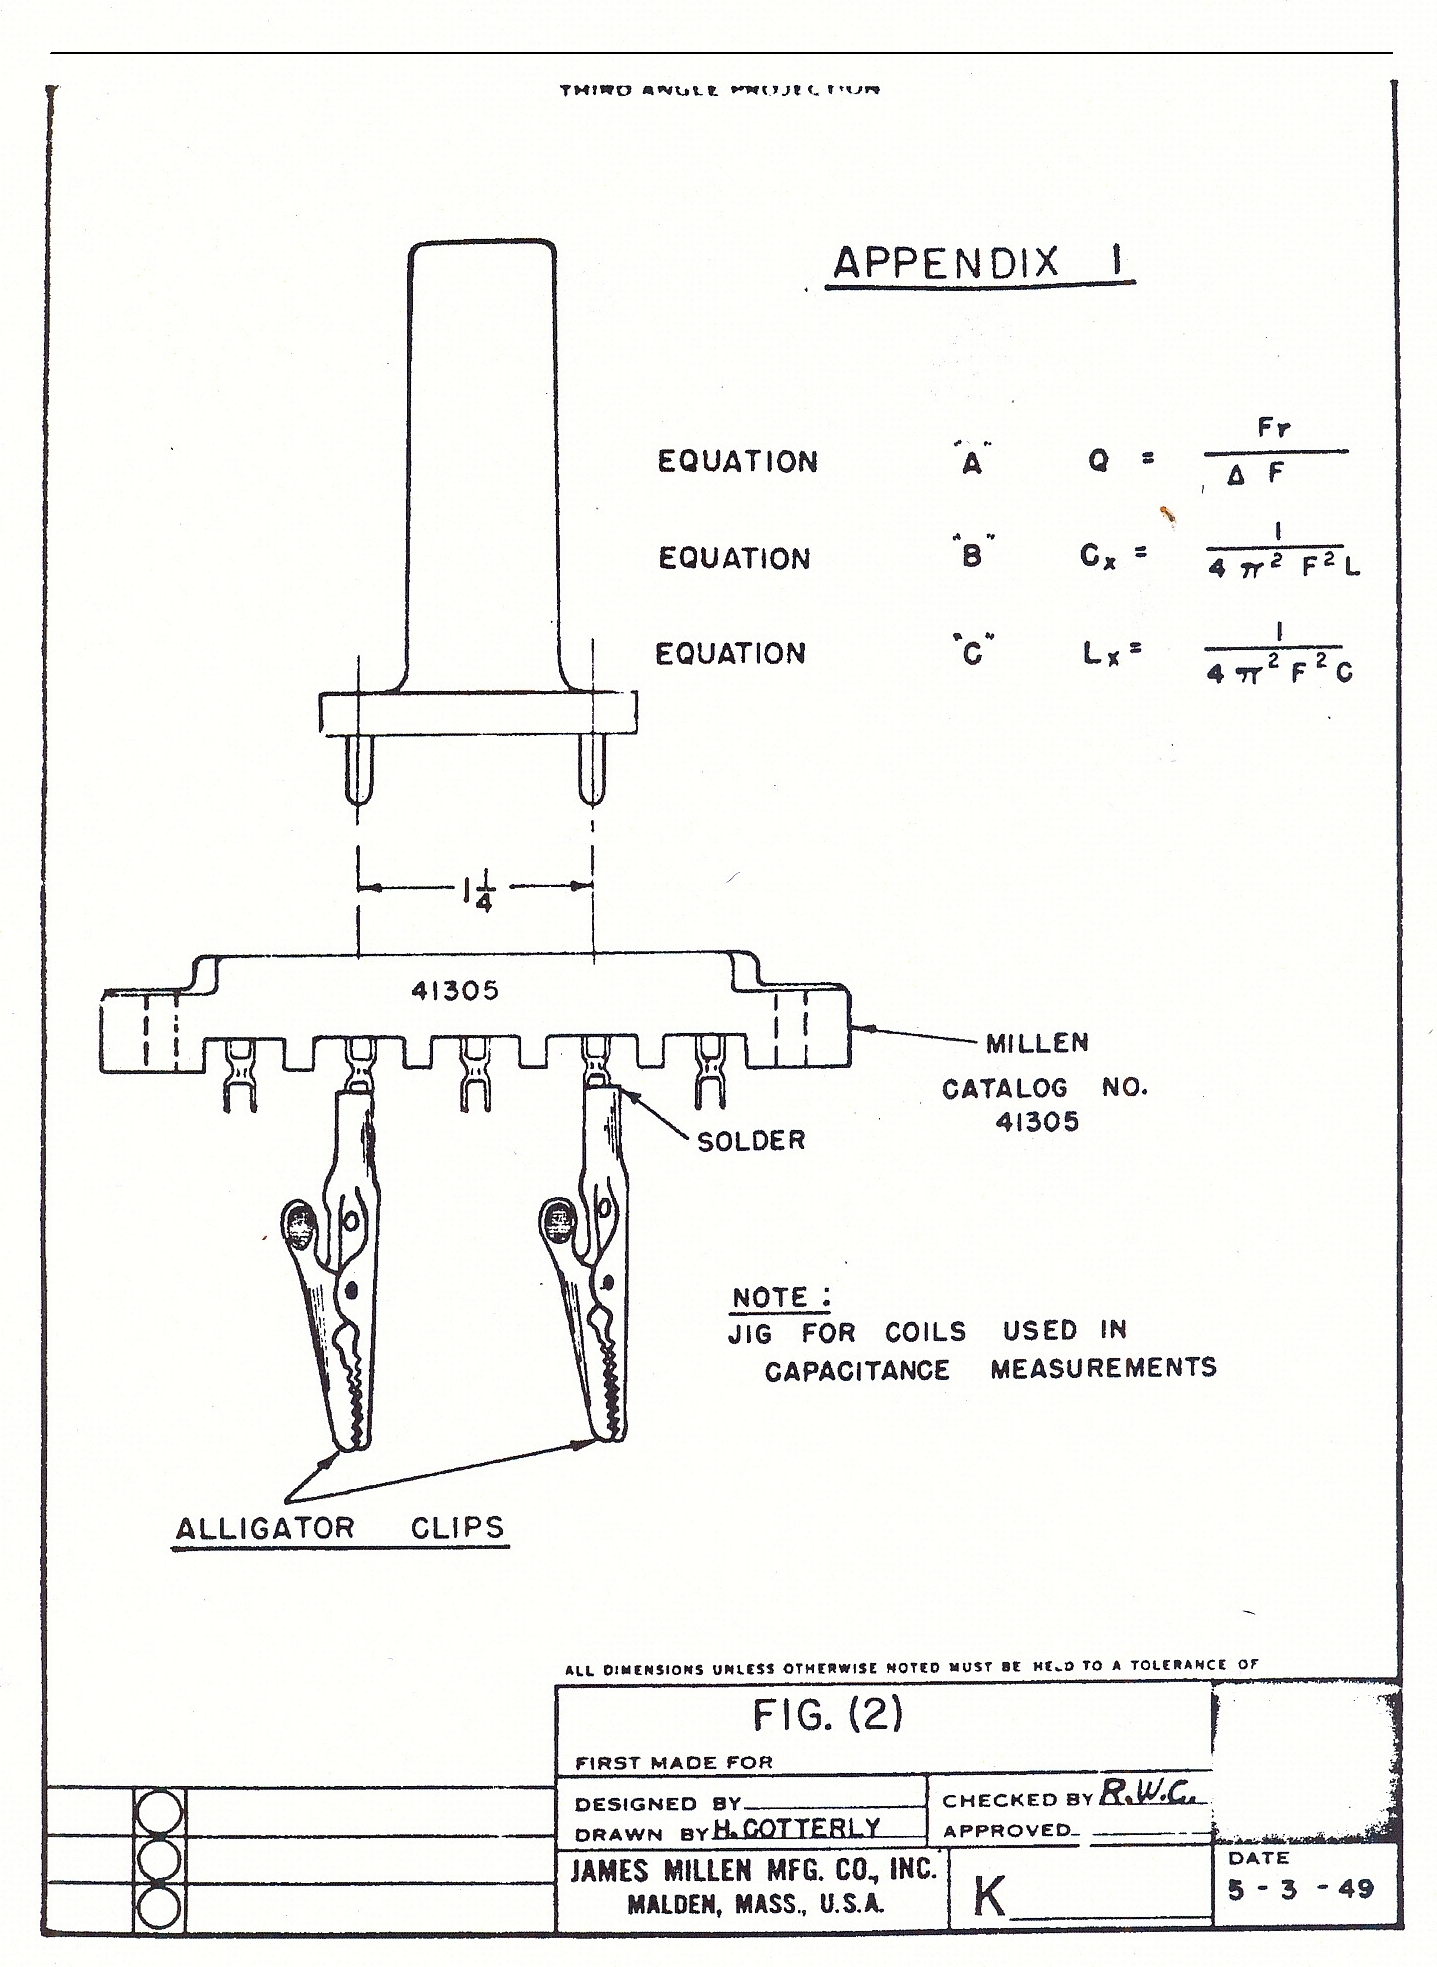 THIRD ANGLE PROJECTION
APPENDIX 1
EQUATION "A" Q = Fr / Δ F
EQUATION "B" Cx = 1 / 4 π² F² L
EQUATION "C" Lx = 1 / 4 π² F² C
1 1/4
41305
MILLEN
CATALOG NO.
41305
SOLDER
NOTE :
JIG FOR COILS USED IN
CAPACITANCE MEASUREMENTS
ALLIGATOR CLIPS
ALL DIMENSIONS UNLESS OTHERWISE NOTED MUST BE HELD TO A TOLERANCE OF
FIG. (2)
FIRST MADE FOR
DESIGNED BY
CHECKED BY R.W.C.
DRAWN BY H. COTTERLY
APPROVED
JAMES MILLEN MFG. CO., INC.
MALDEN, MASS., U.S.A.
K
DATE
5 - 3 - 49